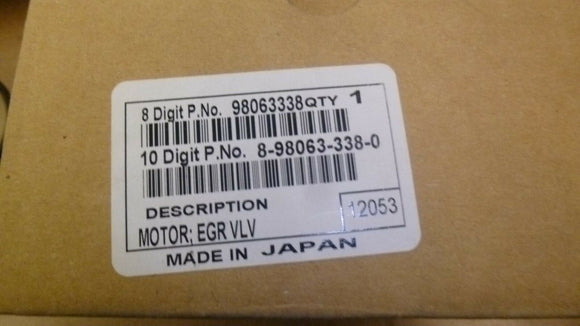 8 Digit P.No. 98063338 QTY 1
10 Digit P.No. 8-98063-338-0
DESCRIPTION
12053
MOTOR; EGR VLV
MADE IN JAPAN